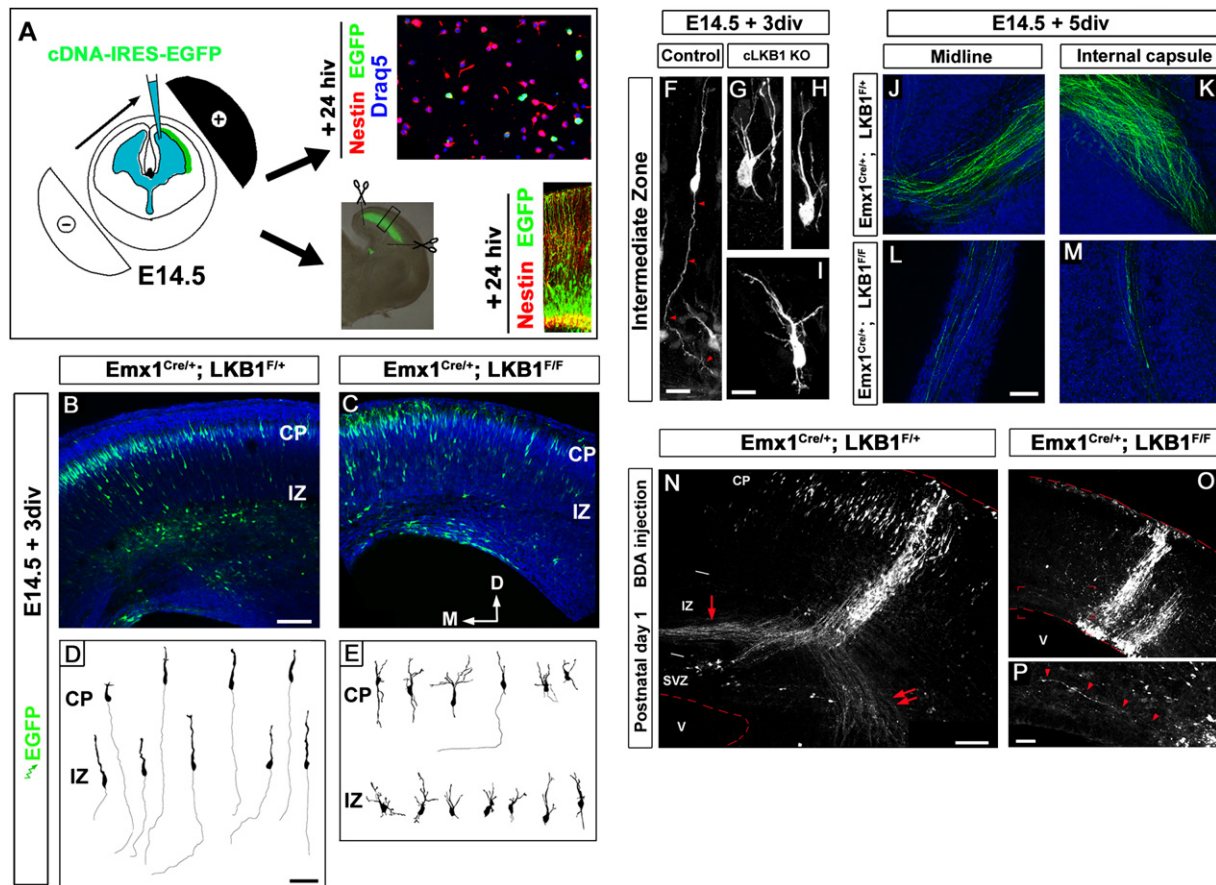 A
cDNA-IRES-EGFP
+
−
E14.5
+ 24 hiv
Nestin EGFP
Draq5
+ 24 hiv
Nestin EGFP
Emx1Cre/+; LKB1F/+
Emx1Cre/+; LKB1F/F
E14.5 + 3div
EGFP
B
CP
IZ
C
CP
IZ
D
M
D
CP
IZ
E
CP
IZ
E14.5 + 3div
Control
cLKB1 KO
Intermediate Zone
F
G
H
I
E14.5 + 5div
Midline
Internal capsule
Emx1Cre/+; LKB1F/+
J
K
Emx1Cre/+; LKB1F/F
L
M
Emx1Cre/+; LKB1F/+
Emx1Cre/+; LKB1F/F
Postnatal day 1 BDA injection
N
CP
IZ
SVZ
V
O
V
P